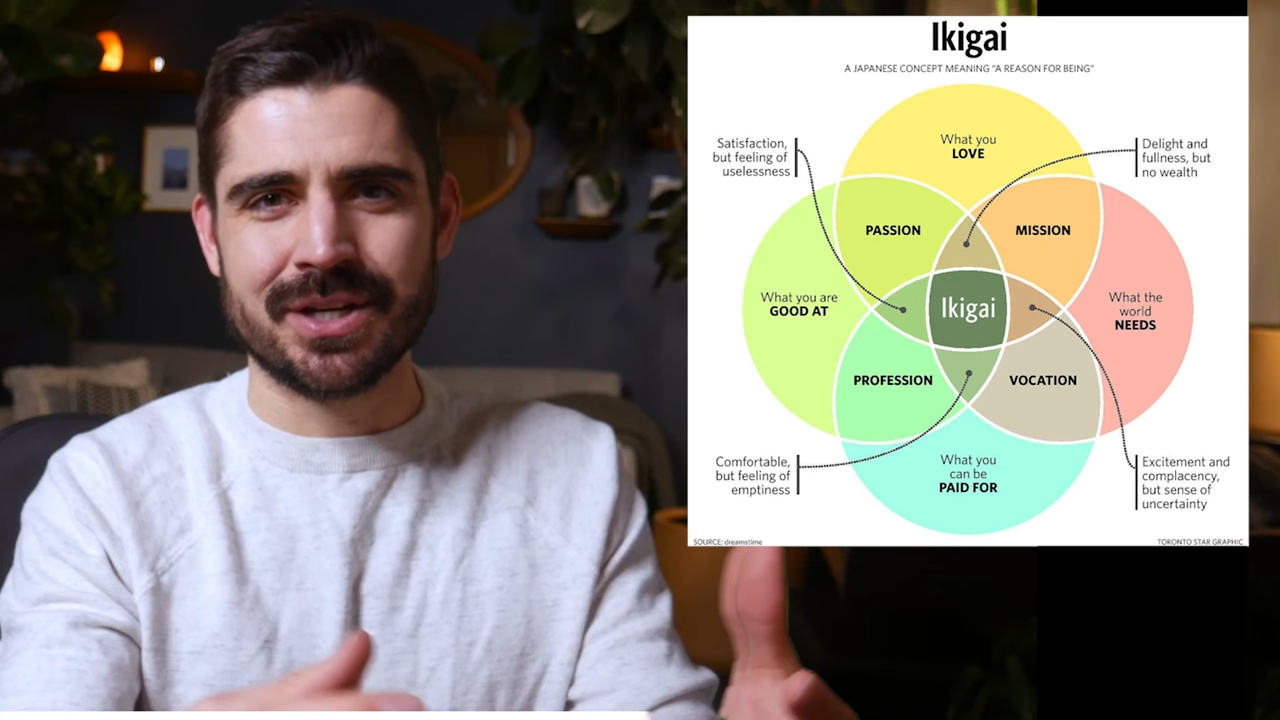 Ikigai
A JAPANESE CONCEPT MEANING "A REASON FOR BEING"
Satisfaction,
but feeling of
uselessness
What you
LOVE
Delight and
fullness, but
no wealth
PASSION
MISSION
What you are
GOOD AT
Ikigai
What the
world
NEEDS
PROFESSION
VOCATION
Comfortable,
but feeling of
emptiness
What you
can be
PAID FOR
Excitement and
complacency,
but sense of
uncertainty
SOURCE: dreamstime
TORONTO STAR GRAPHIC